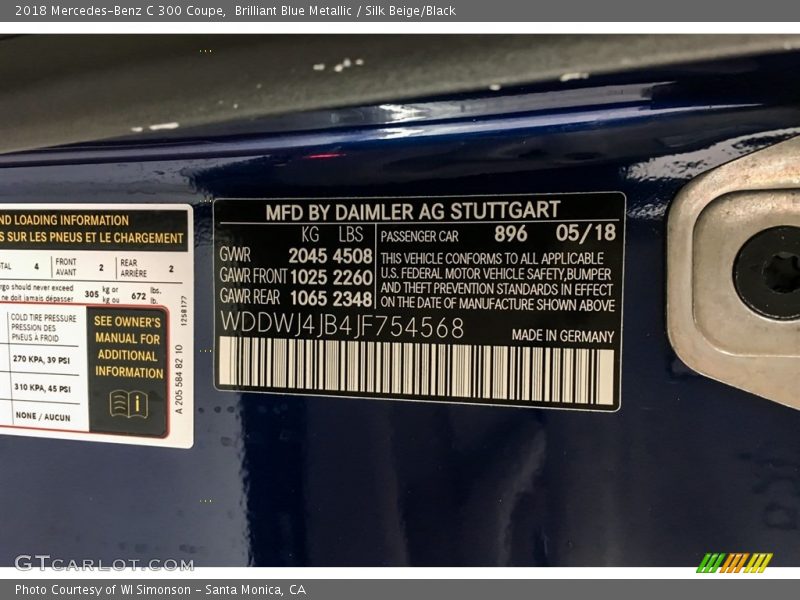 2018 Mercedes-Benz C 300 Coupe,  Brilliant Blue Metallic / Silk Beige/Black
ND LOADING INFORMATION
S SUR LES PNEUS ET LE CHARGEMENT
TAL 4 FRONT AVANT 2 REAR ARRIÈRE 2
rgo should never exceed 305 kg or 672 lbs.
ne doit jamais dépasser kg ou lb.
COLD TIRE PRESSURE
PRESSION DES
PNEUS À FROID
270 KPA, 39 PSI
310 KPA, 45 PSI
NONE / AUCUN
SEE OWNER'S
MANUAL FOR
ADDITIONAL
INFORMATION
1258177
A 205 584 82 10
MFD BY DAIMLER AG STUTTGART
KG LBS
GVWR 2045 4508
GAWR FRONT 1025 2260
GAWR REAR 1065 2348
PASSENGER CAR 896 05/18
THIS VEHICLE CONFORMS TO ALL APPLICABLE
U.S. FEDERAL MOTOR VEHICLE SAFETY,BUMPER
AND THEFT PREVENTION STANDARDS IN EFFECT
ON THE DATE OF MANUFACTURE SHOWN ABOVE
WDDWJ4JB4JF754568
MADE IN GERMANY
GTCARLOT.COM
Photo Courtesy of WI Simonson - Santa Monica, CA